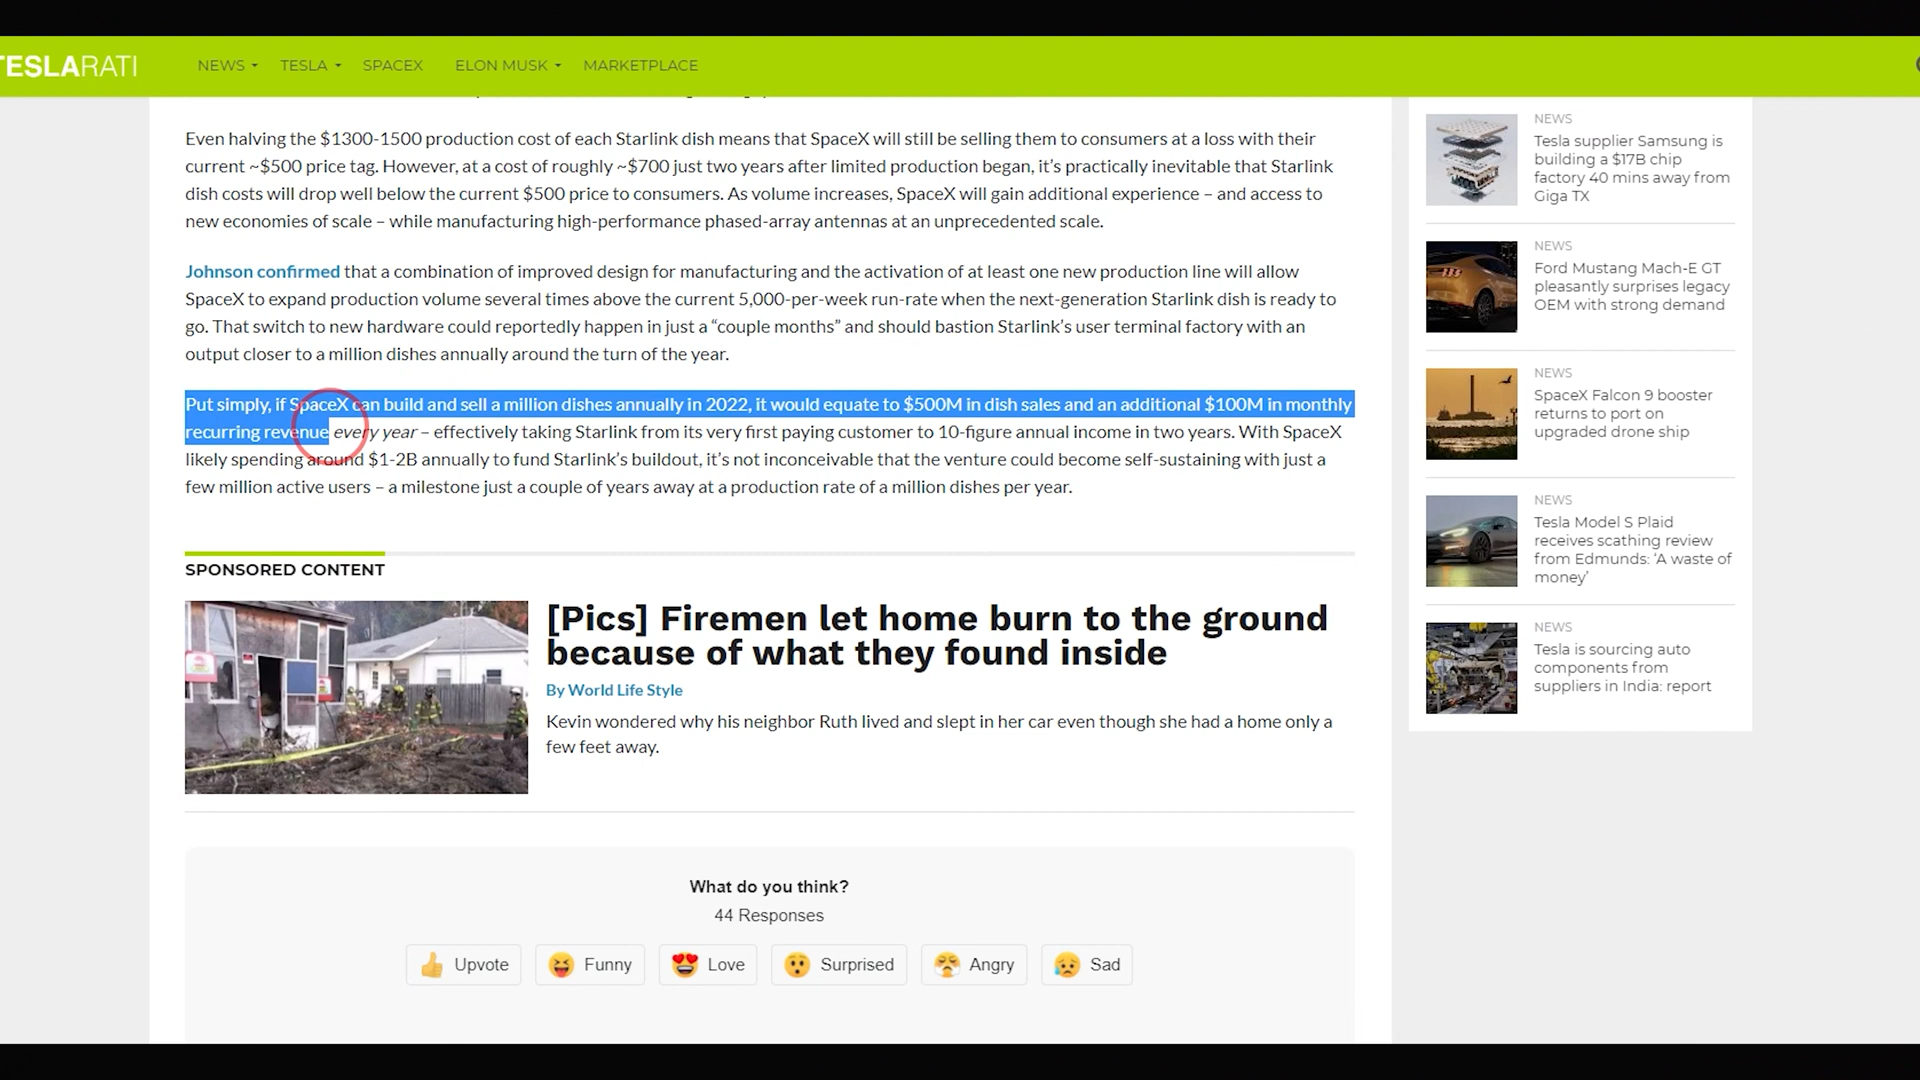 TESLARATI
NEWS TESLA SPACEX ELON MUSK MARKETPLACE
Even halving the $1300-1500 production cost of each Starlink dish means that SpaceX will still be selling them to consumers at a loss with their
current ~$500 price tag. However, at a cost of roughly ~$700 just two years after limited production began, it’s practically inevitable that Starlink
dish costs will drop well below the current $500 price to consumers. As volume increases, SpaceX will gain additional experience – and access to
new economies of scale – while manufacturing high-performance phased-array antennas at an unprecedented scale.
Johnson confirmed that a combination of improved design for manufacturing and the activation of at least one new production line will allow
SpaceX to expand production volume several times above the current 5,000-per-week run-rate when the next-generation Starlink dish is ready to
go. That switch to new hardware could reportedly happen in just a “couple months” and should bastion Starlink’s user terminal factory with an
output closer to a million dishes annually around the turn of the year.
Put simply, if SpaceX can build and sell a million dishes annually in 2022, it would equate to $500M in dish sales and an additional $100M in monthly
recurring revenue every year – effectively taking Starlink from its very first paying customer to 10-figure annual income in two years. With SpaceX
likely spending around $1-2B annually to fund Starlink’s buildout, it’s not inconceivable that the venture could become self-sustaining with just a
few million active users – a milestone just a couple of years away at a production rate of a million dishes per year.
SPONSORED CONTENT
[Pics] Firemen let home burn to the ground
because of what they found inside
By World Life Style
Kevin wondered why his neighbor Ruth lived and slept in her car even though she had a home only a
few feet away.
What do you think?
44 Responses
Upvote Funny Love Surprised Angry Sad
NEWS
Tesla supplier Samsung is
building a $17B chip
factory 40 mins away from
Giga TX
NEWS
Ford Mustang Mach-E GT
pleasantly surprises legacy
OEM with strong demand
NEWS
SpaceX Falcon 9 booster
returns to port on
upgraded drone ship
NEWS
Tesla Model S Plaid
receives scathing review
from Edmunds: ‘A waste of
money’
NEWS
Tesla is sourcing auto
components from
suppliers in India: report